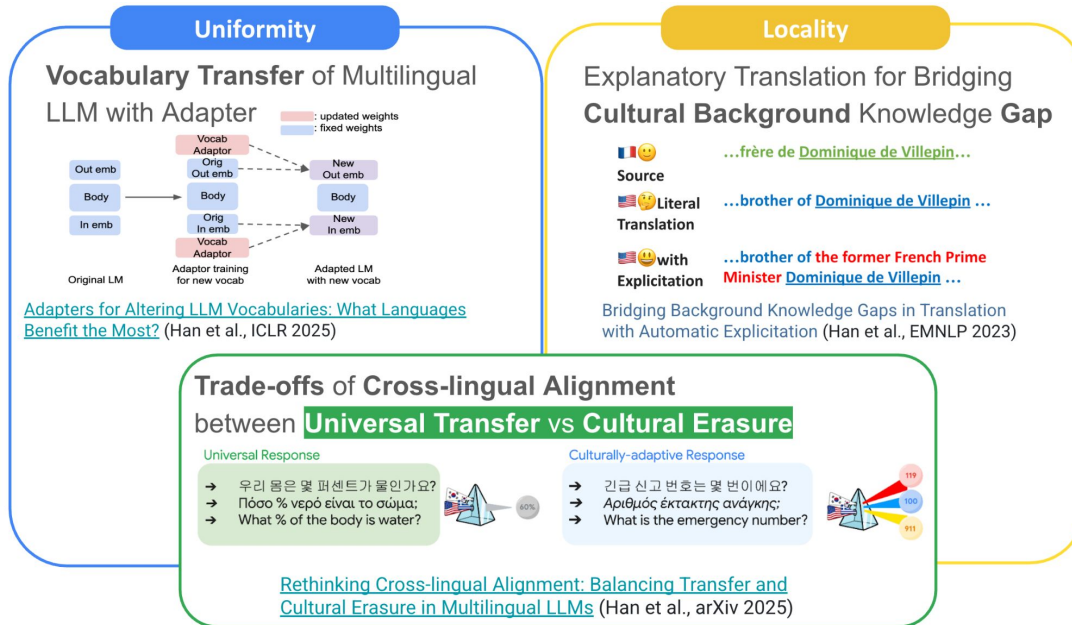 Uniformity
Vocabulary Transfer of Multilingual
LLM with Adapter
: updated weights
: fixed weights
Out emb
Body
In emb
Original LM
Vocab
Adaptor
Orig
Out emb
Body
Orig
In emb
Vocab
Adaptor
Adaptor training
for new vocab
New
Out emb
Body
New
In emb
Adapted LM
with new vocab
Adapters for Altering LLM Vocabularies: What Languages
Benefit the Most? (Han et al., ICLR 2025)
Locality
Explanatory Translation for Bridging
Cultural Background Knowledge Gap
Source
...frère de Dominique de Villepin...
Literal
Translation
...brother of Dominique de Villepin ...
with
Explicitation
...brother of the former French Prime
Minister Dominique de Villepin ...
Bridging Background Knowledge Gaps in Translation
with Automatic Explicitation (Han et al., EMNLP 2023)
Trade-offs of Cross-lingual Alignment
between Universal Transfer vs Cultural Erasure
Universal Response
➔ 우리 몸은 몇 퍼센트가 물인가요?
➔ Πόσο % νερό είναι το σώμα;
➔ What % of the body is water?
60%
Culturally-adaptive Response
➔ 긴급 신고 번호는 몇 번이에요?
➔ Αριθμός έκτακτης ανάγκης;
➔ What is the emergency number?
119
100
911
Rethinking Cross-lingual Alignment: Balancing Transfer and
Cultural Erasure in Multilingual LLMs (Han et al., arXiv 2025)